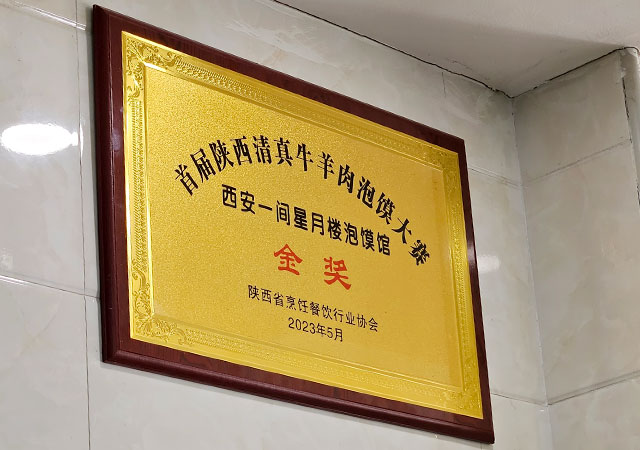 首届陕西清真牛羊肉泡馍大赛
西安一间星月楼泡馍馆
金奖
陕西省烹饪餐饮行业协会
2023年5月